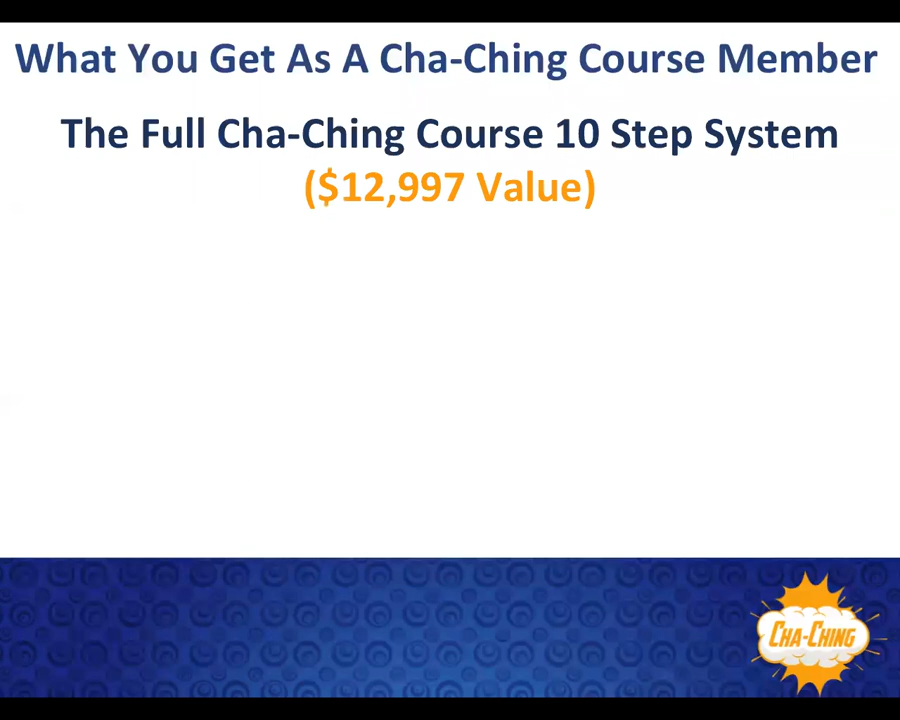 What You Get As A Cha-Ching Course Member
The Full Cha-Ching Course 10 Step System
($12,997 Value)
CHA-CHING